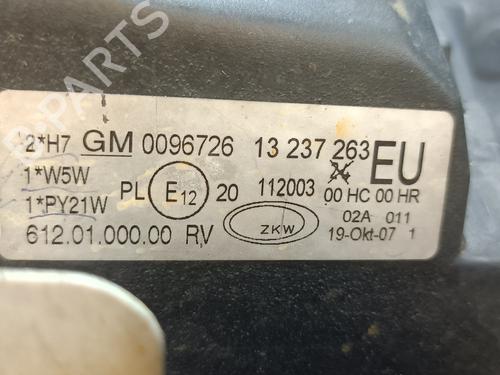 2*H7 GM 0096726 13 237 263 EU
1*W5W
1*PY21W
PL E12 20 112003 00 HC 00 HR
02A 011
612.01.000.00 RV ZKW 19-Okt-07 1
B-PARTS